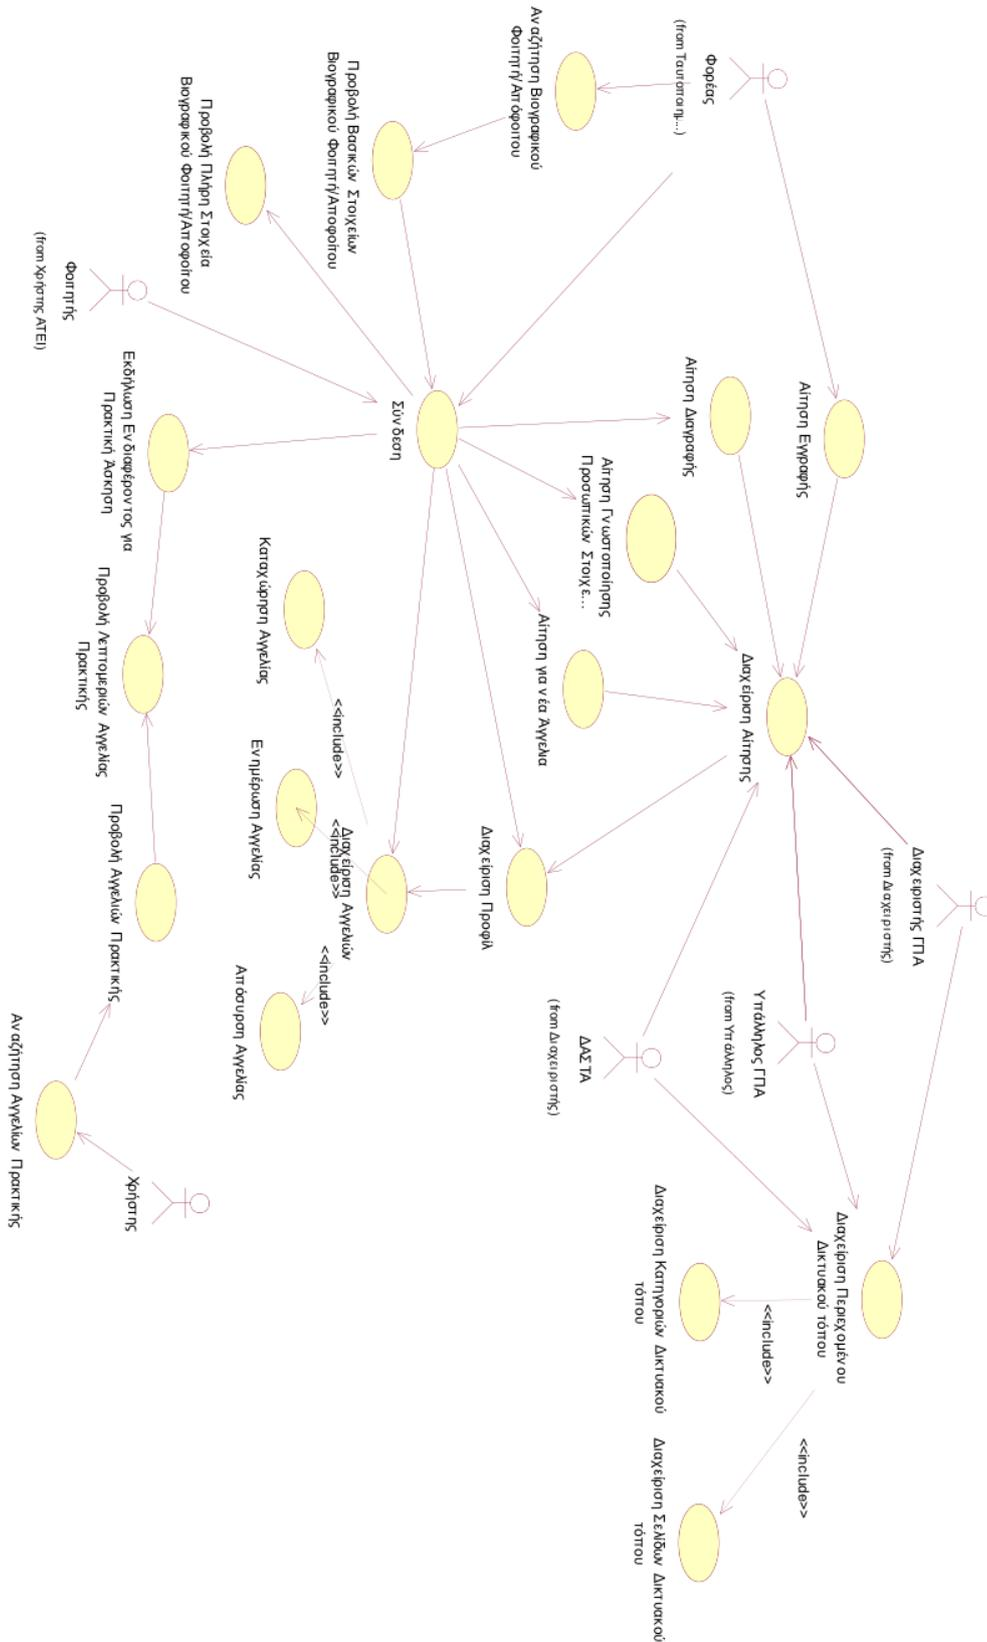 Φορέας
(from Ταυτοποιημ...)
Αναζήτηση Βιογραφικού
Φοιτητή/Απόφοιτου
Προβολή Βασικών Στοιχείων
Βιογραφικού Φοιτητή/Αποφοίτου
Προβολή Πλήρη Στοιχεία
Βιογραφικού Φοιτητή/Αποφοίτου
Φοιτητής
(from Χρήστης ΑΤΕΙ)
Αίτηση Εγγραφής
Αίτηση Διαγραφής
Αίτηση Γνωστοποίησης
Προσωπικών Στοιχε...
Σύνδεση
Εκδήλωση Ενδιαφέροντος για
Πρακτική Άσκηση
Αίτηση για νέα Άγγελια
Διαχείριση Αίτησης
Καταχώρηση Αγγελίας
<<include>>
Προβολή Λεπτομεριών Αγγελίας
Πρακτικής
Διαχειριστής ΓΠΑ
(from Διαχειριστής)
Διαχείριση Προφίλ
Διαχείριση Αγγελιών
<<include>>
Ενημέρωση Αγγελίας
Προβολή Αγγελιών Πρακτικής
Υπάλληλος ΓΠΑ
(from Υπάλληλος)
ΔΑΣΤΑ
(from Διαχειριστής)
<<include>>
Απόσυρση Αγγελίας
Αναζήτηση Αγγελίων Πρακτικής
Χρήστης
Διαχείριση Περιεχομένου
Δικτυακού τόπου
<<include>>
Διαχείριση Κατηγοριών Δικτυακού
τόπου
<<include>>
Διαχείριση Σελίδων Δικτυακού
τόπου